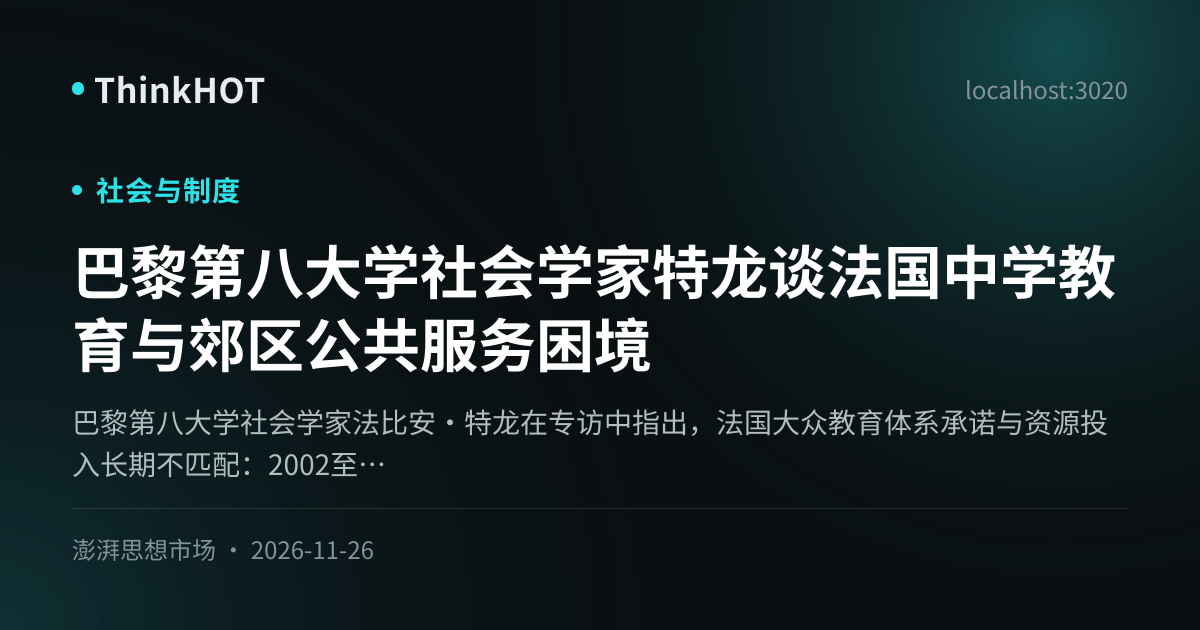 ThinkHOT
localhost:3020
社会与制度
巴黎第八大学社会学家特龙谈法国中学教
育与郊区公共服务困境
巴黎第八大学社会学家法比安・特龙在专访中指出，法国大众教育体系承诺与资源投
入长期不匹配：2002至…
澎湃思想市场 • 2026-11-26